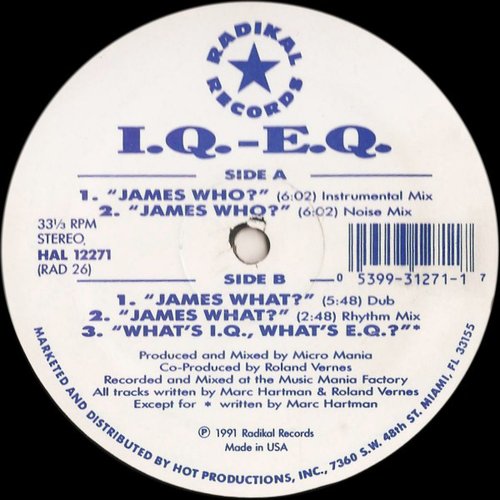 RADIKAL
RECORDS
I.Q.-E.Q.
SIDE A
1. "JAMES WHO?" (6:02) Instrumental Mix
2. "JAMES WHO?" (6:02) Noise Mix
33⅓ RPM
STEREO
HAL 12271
(RAD 26)
0 5399-31271-1 7
SIDE B
1. "JAMES WHAT?" (5:48) Dub
2. "JAMES WHAT?" (2:48) Rhythm Mix
3. "WHAT'S I.Q., WHAT'S E.Q.?"*
Produced and Mixed by Micro Mania
Co-Produced by Roland Vernes
Recorded and Mixed at the Music Mania Factory
All tracks written by Marc Hartman & Roland Vernes
Except for * written by Marc Hartman
℗ 1991 Radikal Records
Made in USA
MARKETED AND DISTRIBUTED BY HOT PRODUCTIONS, INC., 7360 S.W. 48th ST. MIAMI, FL 33155